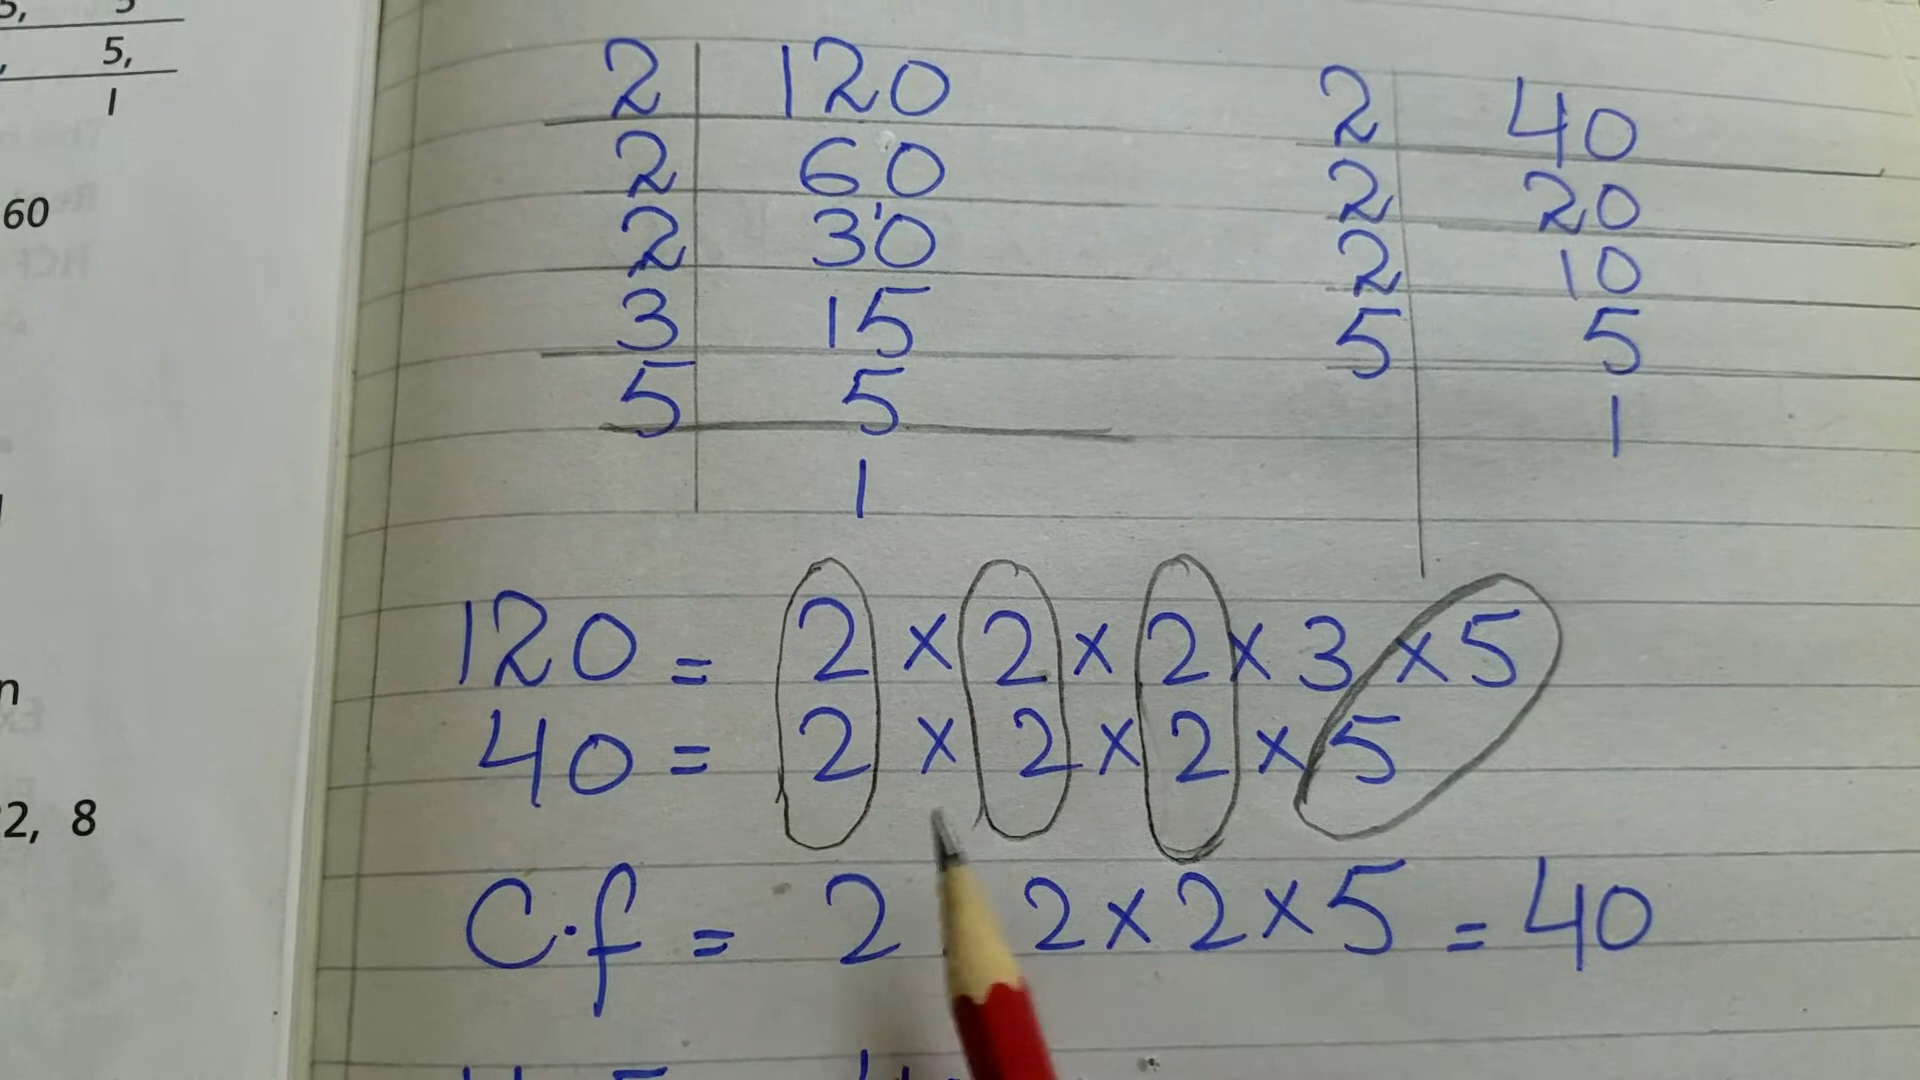 5,
1
60
2, 8
2 | 120
2 | 60
2 | 30
3 | 15
5 | 5
1
2 | 40
2 | 20
2 | 10
5 | 5
1
120 = 2 × 2 × 2 × 3 × 5
40 = 2 × 2 × 2 × 5
C.f = 2 2 × 2 × 5 = 40